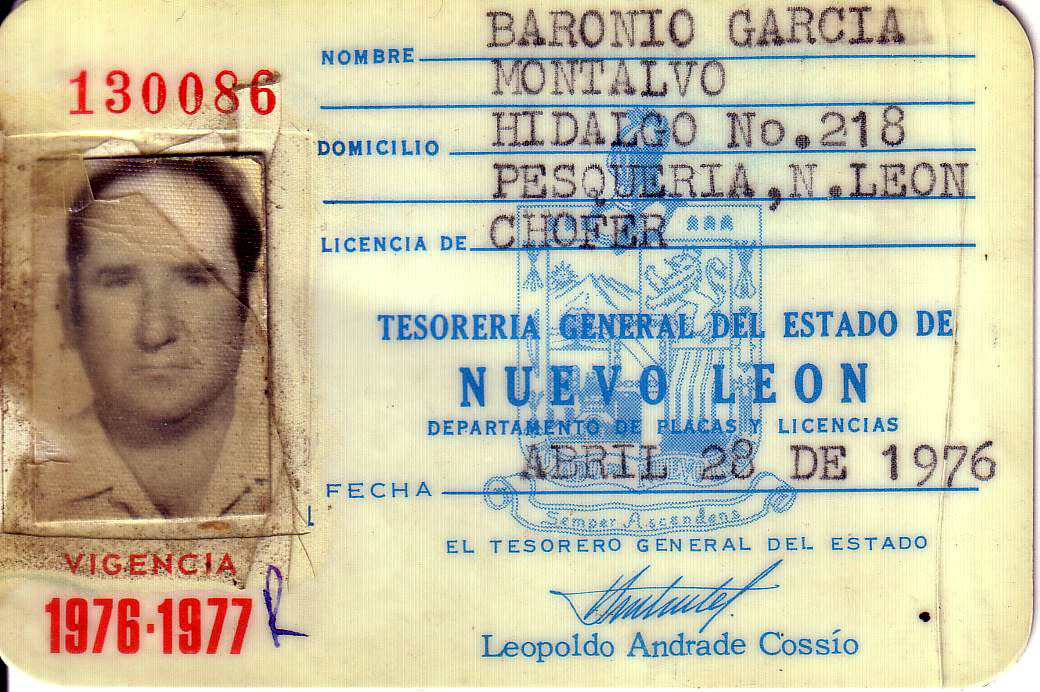 130086
NOMBRE BARONIO GARCIA
MONTALVO
DOMICILIO HIDALGO No.218
PESQUERIA,N.LEON
LICENCIA DE CHOFER
TESORERIA GENERAL DEL ESTADO DE
NUEVO LEON
DEPARTAMENTO DE PLACAS Y LICENCIAS
FECHA ABRIL 28 DE 1976
Semper Ascendens
EL TESORERO GENERAL DEL ESTADO
Leopoldo Andrade Cossío
VIGENCIA
1976·1977
R